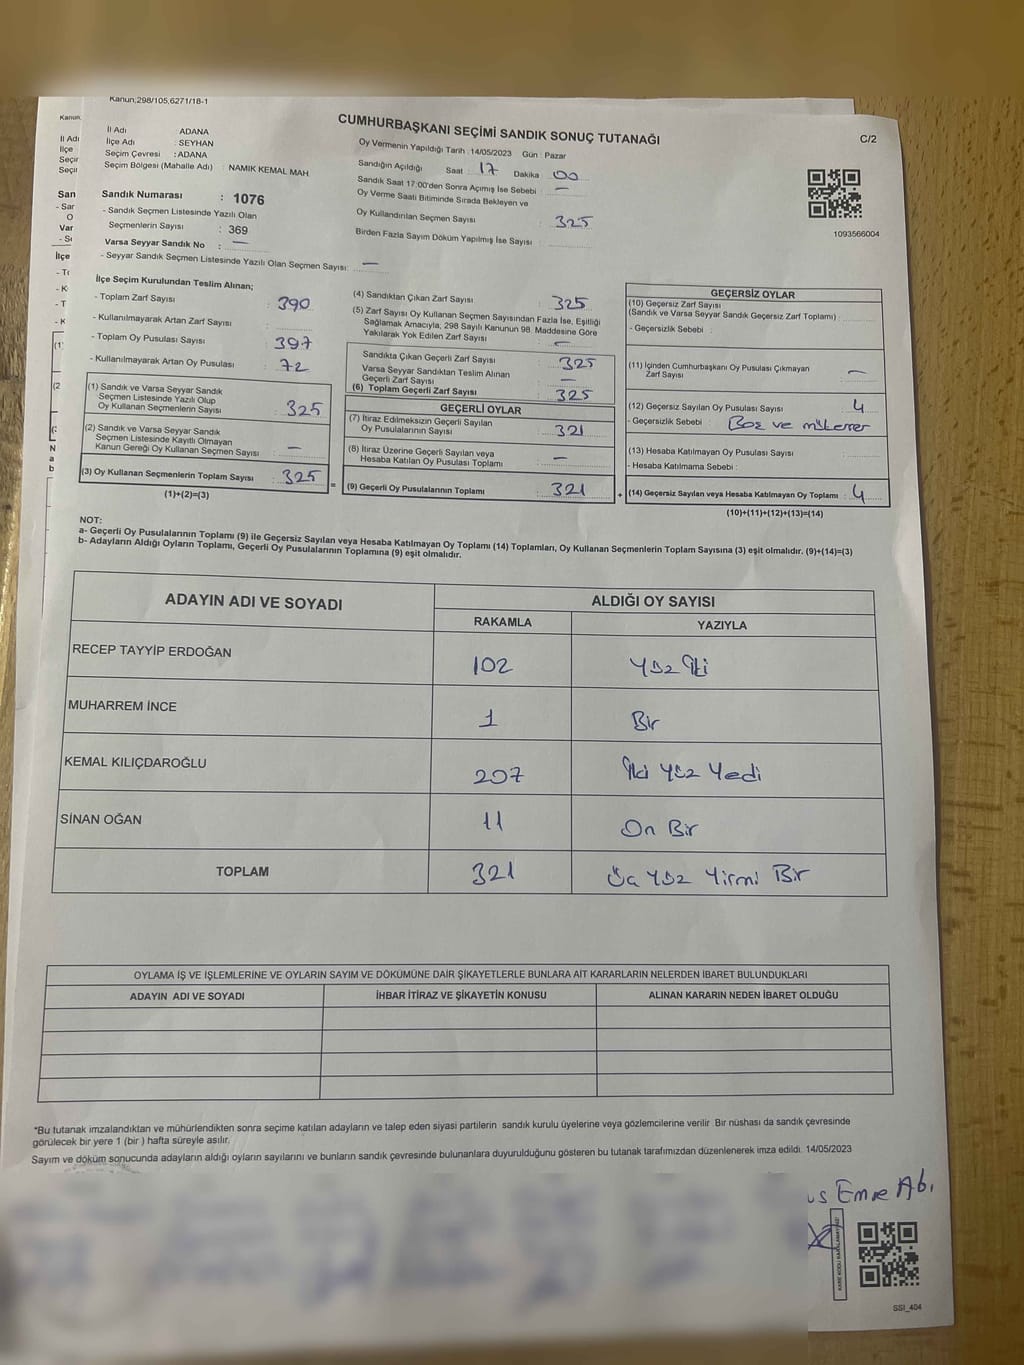 Kanun;298/105,6271/18-1
CUMHURBAŞKANI SEÇİMİ SANDIK SONUÇ TUTANAĞI
C/2
İl Adı ADANA
İlçe Adı : SEYHAN
Seçim Çevresi : ADANA
Seçim Bölgesi (Mahalle Adı) : NAMIK KEMAL MAH.
Oy Vermenin Yapıldığı Tarih : 14/05/2023 Gün : Pazar
Sandığın Açıldığı Saat : 17 Dakika 00
Sandık Saat 17:00'den Sonra Açılmış İse Sebebi : —
Oy Verme Saati Bitiminde Sırada Bekleyen ve
Oy Kullandırılan Seçmen Sayısı : 325
Birden Fazla Sayım Döküm Yapılmış İse Sayısı :
1093566004
Sandık Numarası : 1076
- Sandık Seçmen Listesinde Yazılı Olan
Seçmenlerin Sayısı : 369
Varsa Seyyar Sandık No : —
- Seyyar Sandık Seçmen Listesinde Yazılı Olan Seçmen Sayısı: —
İlçe Seçim Kurulundan Teslim Alınan;
- Toplam Zarf Sayısı : 390
- Kullanılmayarak Artan Zarf Sayısı :
- Toplam Oy Pusulası Sayısı : 397
- Kullanılmayarak Artan Oy Pusulası : 72
(1) Sandık ve Varsa Seyyar Sandık
Seçmen Listesinde Yazılı Olup
Oy Kullanan Seçmenlerin Sayısı : 325
(2) Sandık ve Varsa Seyyar Sandık
Seçmen Listesinde Kayıtlı Olmayan
Kanun Gereği Oy Kullanan Seçmen Sayısı : —
(3) Oy Kullanan Seçmenlerin Toplam Sayısı : 325
(1)+(2)=(3)
(4) Sandıktan Çıkan Zarf Sayısı : 325
(5) Zarf Sayısı Oy Kullanan Seçmen Sayısından Fazla İse, Eşitliği
Sağlamak Amacıyla, 298 Sayılı Kanunun 98. Maddesine Göre
Yakılarak Yok Edilen Zarf Sayısı : —
Sandıkta Çıkan Geçerli Zarf Sayısı : 325
Varsa Seyyar Sandıktan Teslim Alınan
Geçerli Zarf Sayısı : —
(6) Toplam Geçerli Zarf Sayısı : 325
GEÇERLİ OYLAR
(7) İtiraz Edilmeksizin Geçerli Sayılan
Oy Pusulalarının Sayısı : 321
(8) İtiraz Üzerine Geçerli Sayılan veya
Hesaba Katılan Oy Pusulası Toplamı : —
(9) Geçerli Oy Pusulalarının Toplamı : 321
GEÇERSİZ OYLAR
(10) Geçersiz Zarf Sayısı
(Sandık ve Varsa Seyyar Sandık Geçersiz Zarf Toplamı) :
- Geçersizlik Sebebi :
(11) İçinden Cumhurbaşkanı Oy Pusulası Çıkmayan
Zarf Sayısı : —
(12) Geçersiz Sayılan Oy Pusulası Sayısı : 4
- Geçersizlik Sebebi : Boş ve mükerrer
(13) Hesaba Katılmayan Oy Pusulası Sayısı :
- Hesaba Katılmama Sebebi :
(14) Geçersiz Sayılan veya Hesaba Katılmayan Oy Toplamı : 4
(10)+(11)+(12)+(13)=(14)
NOT:
a- Geçerli Oy Pusulalarının Toplamı (9) ile Geçersiz Sayılan veya Hesaba Katılmayan Oy Toplamı (14) Toplamları, Oy Kullanan Seçmenlerin Toplam Sayısına (3) eşit olmalıdır. (9)+(14)=(3)
b- Adayların Aldığı Oyların Toplamı, Geçerli Oy Pusulalarının Toplamına (9) eşit olmalıdır.
ADAYIN ADI VE SOYADI
ALDIĞI OY SAYISI
RAKAMLA YAZIYLA
RECEP TAYYİP ERDOĞAN 102 Yüz İki
MUHARREM İNCE 1 Bir
KEMAL KILIÇDAROĞLU 207 İki Yüz Yedi
SİNAN OĞAN 11 On Bir
TOPLAM 321 Üç Yüz Yirmi Bir
OYLAMA İŞ VE İŞLEMLERİNE VE OYLARIN SAYIM VE DÖKÜMÜNE DAİR ŞİKAYETLERLE BUNLARA AİT KARARLARIN NELERDEN İBARET BULUNDUKLARI
ADAYIN ADI VE SOYADI İHBAR İTİRAZ VE ŞİKAYETİN KONUSU ALINAN KARARIN NEDEN İBARET OLDUĞU
*Bu tutanak imzalandıktan ve mühürlendikten sonra seçime katılan adayların ve talep eden siyasi partilerin sandık kurulu üyelerine veya gözlemcilerine verilir. Bir nüshası da sandık çevresinde
görülecek bir yere 1 (bir) hafta süreyle asılır.
Sayım ve döküm sonucunda adayların aldığı oyların sayılarını ve bunların sandık çevresinde bulunanlara duyurulduğunu gösteren bu tutanak tarafımızdan düzenlenerek imza edildi. 14/05/2023
us Emre Abi
SSI_404